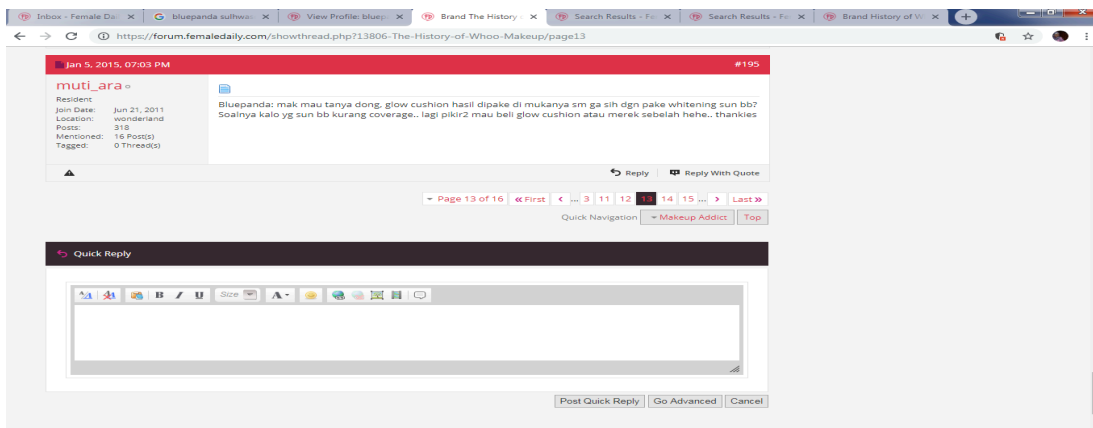 Inbox - Female Da
bluepanda sulhwas
View Profile: bluep
Brand The History
Search Results - Fe
Search Results - Fe
Brand History of W
https://forum.femaledaily.com/showthread.php?13806-The-History-of-Whoo-Makeup/page13
Jan 5, 2015, 07:03 PM #195
muti_ara
Resident
Join Date: Jun 21, 2011
Location: wonderland
Posts: 318
Mentioned: 16 Post(s)
Tagged: 0 Thread(s)
Bluepanda: mak mau tanya dong, glow cushion hasil dipake di mukanya sm ga sih dgn pake whitening sun bb?
Soalnya kalo yg sun bb kurang coverage.. lagi pikir2 mau beli glow cushion atau merek sebelah hehe.. thankies
Reply Reply With Quote
Page 13 of 16 « First < ... 3 11 12 13 14 15 ... > Last »
Quick Navigation Makeup Addict Top
Quick Reply
B I U Size A
Post Quick Reply Go Advanced Cancel